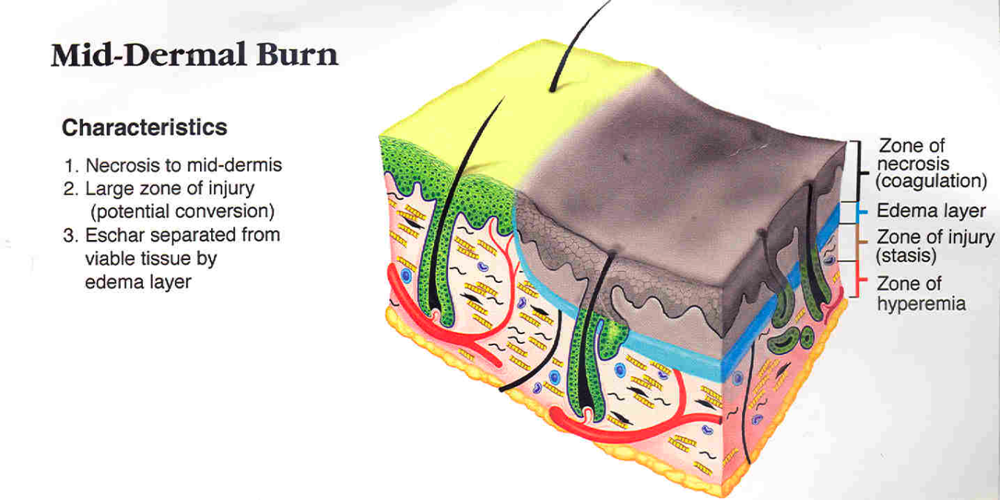 Mid-Dermal Burn
Characteristics
1. Necrosis to mid-dermis
2. Large zone of injury
(potential conversion)
3. Eschar separated from
viable tissue by
edema layer
Zone of
necrosis
(coagulation)
Edema layer
Zone of injury
(stasis)
Zone of
hyperemia